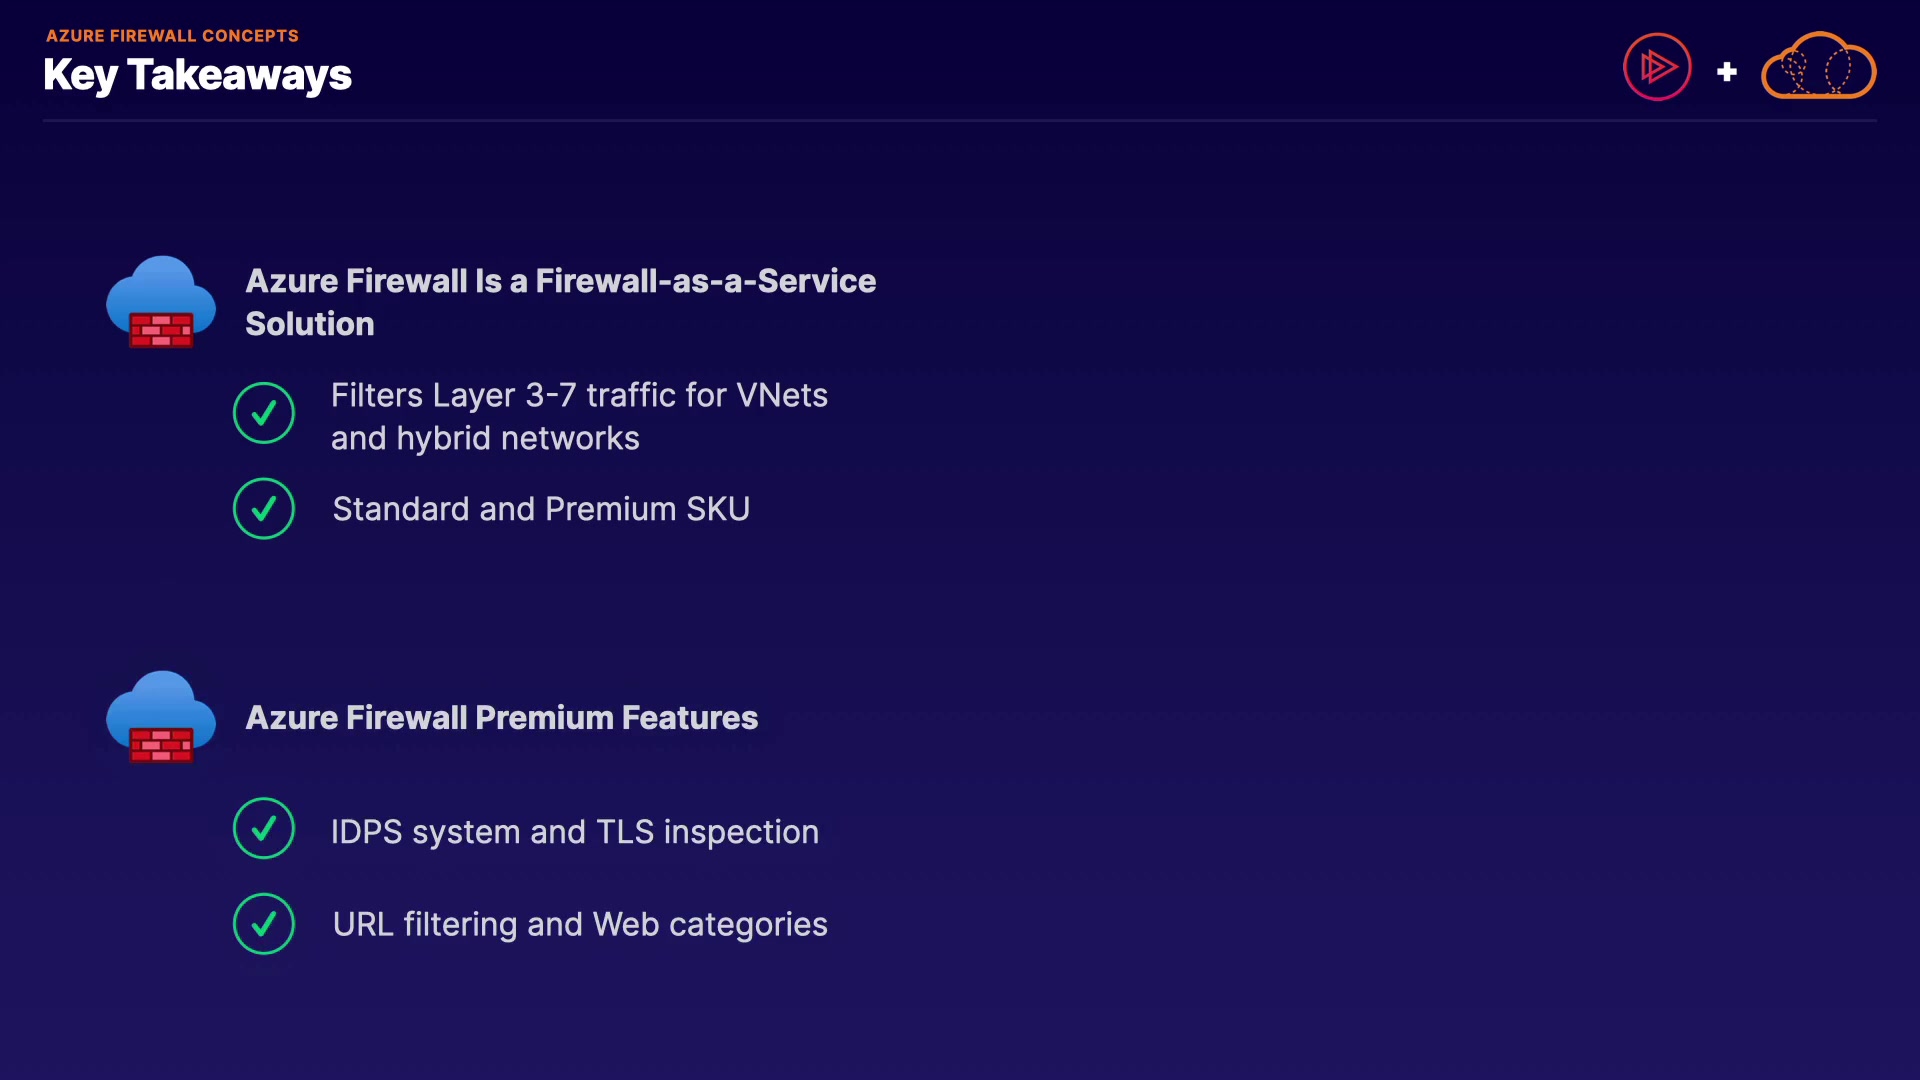 AZURE FIREWALL CONCEPTS
Key Takeaways
Azure Firewall Is a Firewall-as-a-Service
Solution
Filters Layer 3-7 traffic for VNets
and hybrid networks
Standard and Premium SKU
Azure Firewall Premium Features
IDPS system and TLS inspection
URL filtering and Web categories